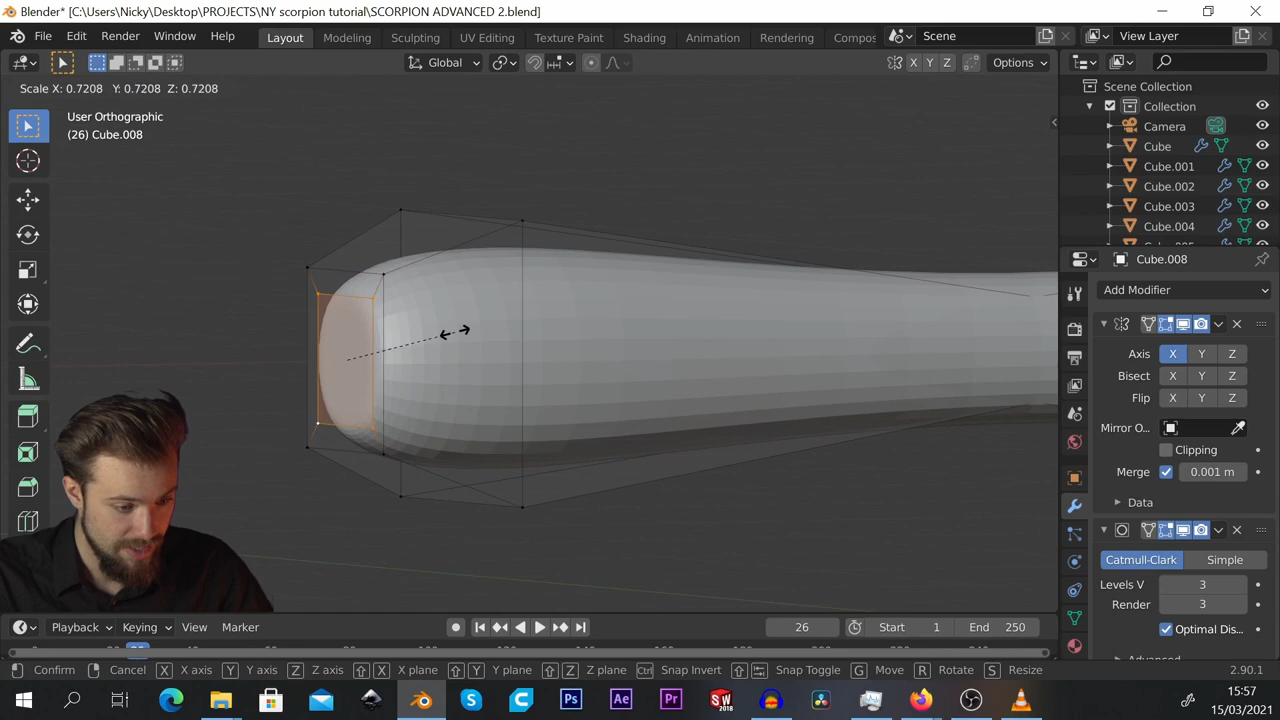 Blender* [C:\Users\Nicky\Desktop\PROJECTS\NY scorpion tutorial\SCORPION ADVANCED 2.blend]
File Edit Render Window Help Layout Modeling Sculpting UV Editing Texture Paint Shading Animation Rendering Compos Scene View Layer
Global X Y Z Options
Scale X: 0.7208 Y: 0.7208 Z: 0.7208
User Orthographic
(26) Cube.008
Scene Collection
Collection
Camera
Cube
Cube.001
Cube.002
Cube.003
Cube.004
Cube.008
Add Modifier
Axis X Y Z
Bisect X Y Z
Flip X Y Z
Mirror O...
Clipping
Merge 0.001 m
Data
Catmull-Clark Simple
Levels V 3
Render 3
Optimal Dis...
Playback Keying View Marker 26 Start 1 End 250
Confirm Cancel X X axis Y Y axis Z Z axis X X plane Y Y plane Z Z plane Ctrl Snap Invert Snap Toggle G Move R Rotate S Resize 2.90.1
15:57
15/03/2021